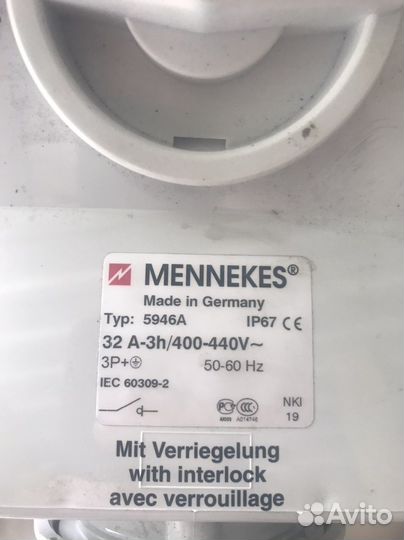 MENNEKES®
Made in Germany
Typ: 5946A IP67 CE
32 A-3h/400-440V~
3P+⏚ 50-60 Hz
IEC 60309-2
NKI
19
Mit Verriegelung
with interlock
avec verrouillage
Avito